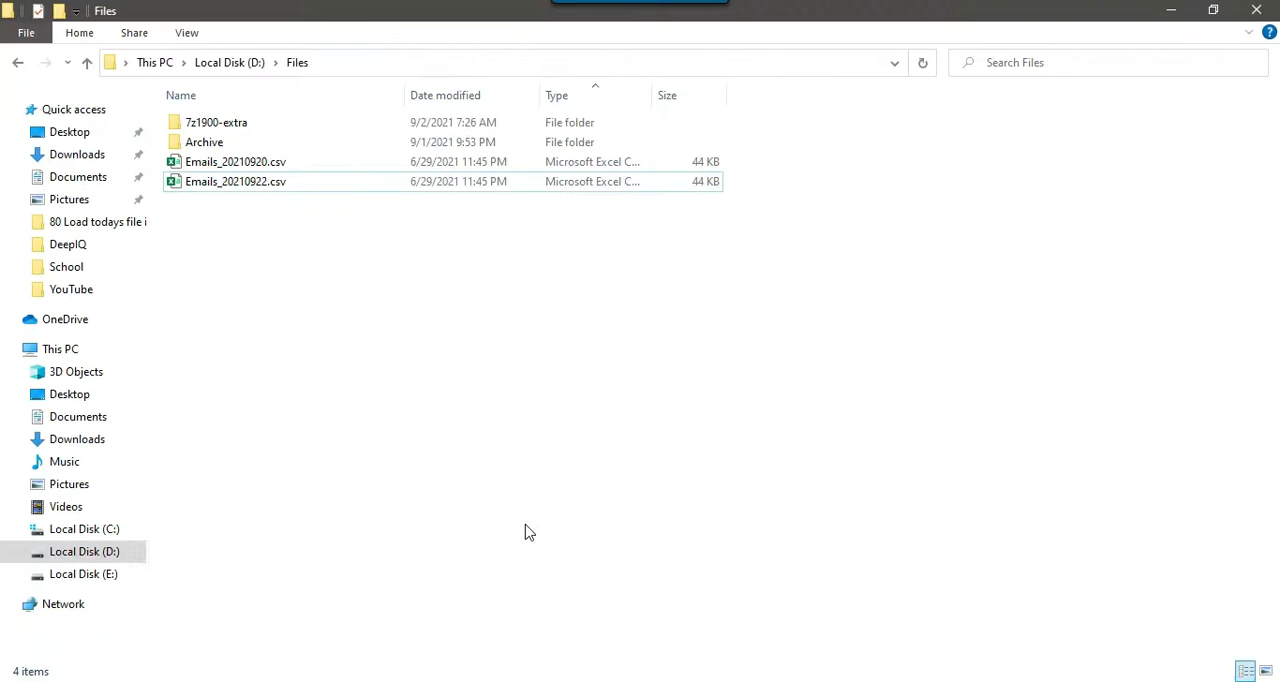 Files
File Home Share View
This PC Local Disk (D:) Files
Search Files
Name Date modified Type Size
7z1900-extra 9/2/2021 7:26 AM File folder
Archive 9/1/2021 9:53 PM File folder
Emails_20210920.csv 6/29/2021 11:45 PM Microsoft Excel C... 44 KB
Emails_20210922.csv 6/29/2021 11:45 PM Microsoft Excel C... 44 KB
Quick access
Desktop
Downloads
Documents
Pictures
80 Load todays file i
DeepIQ
School
YouTube
OneDrive
This PC
3D Objects
Desktop
Documents
Downloads
Music
Pictures
Videos
Local Disk (C:)
Local Disk (D:)
Local Disk (E:)
Network
4 items